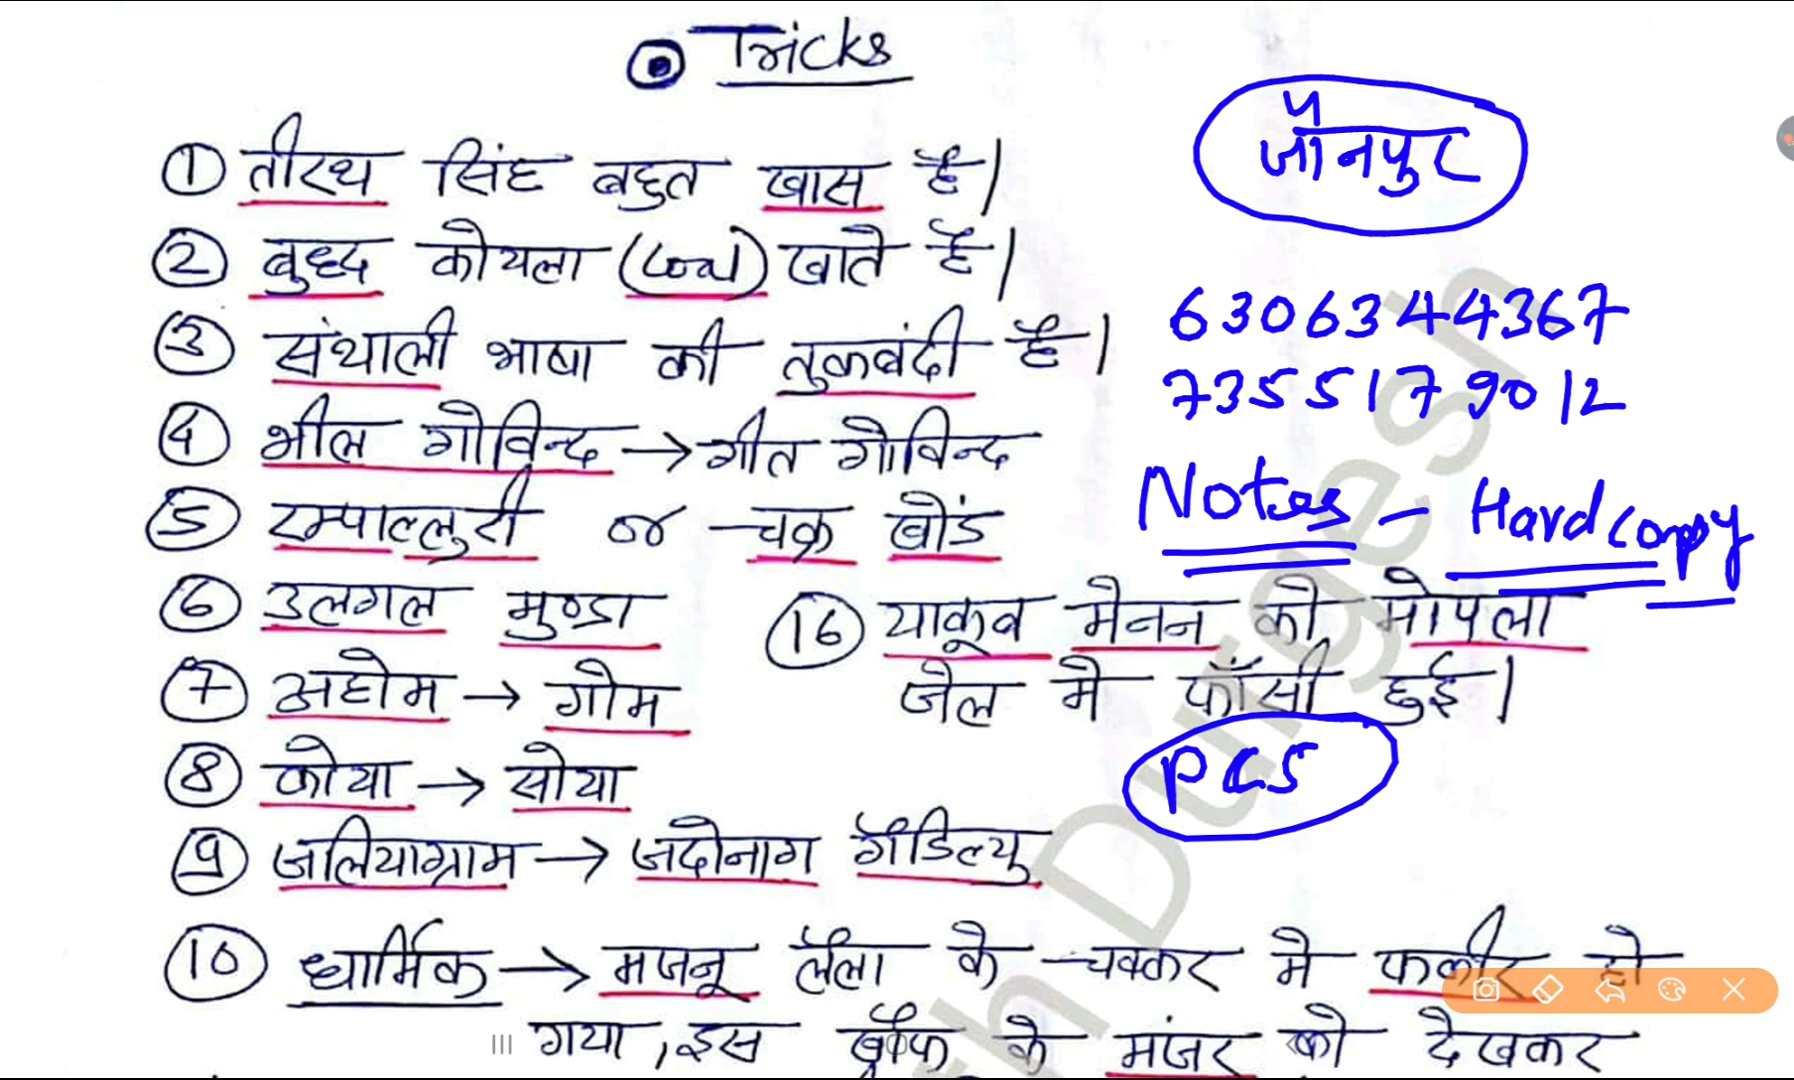 Tricks
① तीरथ सिंह बहुत खास है।
② बुध्द कोयला (Coal) खाते है।
③ संथाली भाषा की तुकबंदी है।
④ भील गोविन्द → गीत गोविन्द
⑤ रम्पाल्लुरी or चक्र खोंड
⑥ उलगल मुण्डा
⑦ अहोम → गोम
⑧ कोया → सोया
⑨ जलियाग्राम → जदोनाग गैडिल्यु
⑩ धार्मिक → मजनू लैला के चक्कर मे फकीर हो
गया, इस के मंजर को देखकर
जौनपुर
6306344367
7355179012
Notes - Hardcopy
⑯ याकूब मेनन को मोपला
जेल मे फाँसी हुई।
PCS
Durgesh